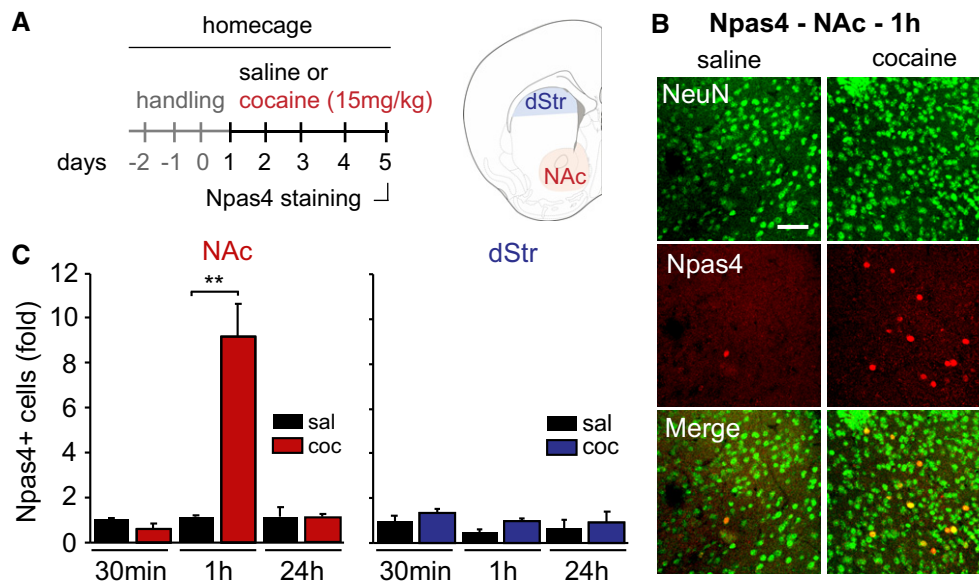 A
homecage
saline or
handling cocaine (15mg/kg)
days -2 -1 0 1 2 3 4 5
Npas4 staining
dStr
NAc
B Npas4 - NAc - 1h
saline cocaine
NeuN
Npas4
Merge
C
NAc dStr
Npas4+ cells (fold)
12
10
8
6
4
2
0
**
sal
coc
sal
coc
30min 1h 24h 30min 1h 24h